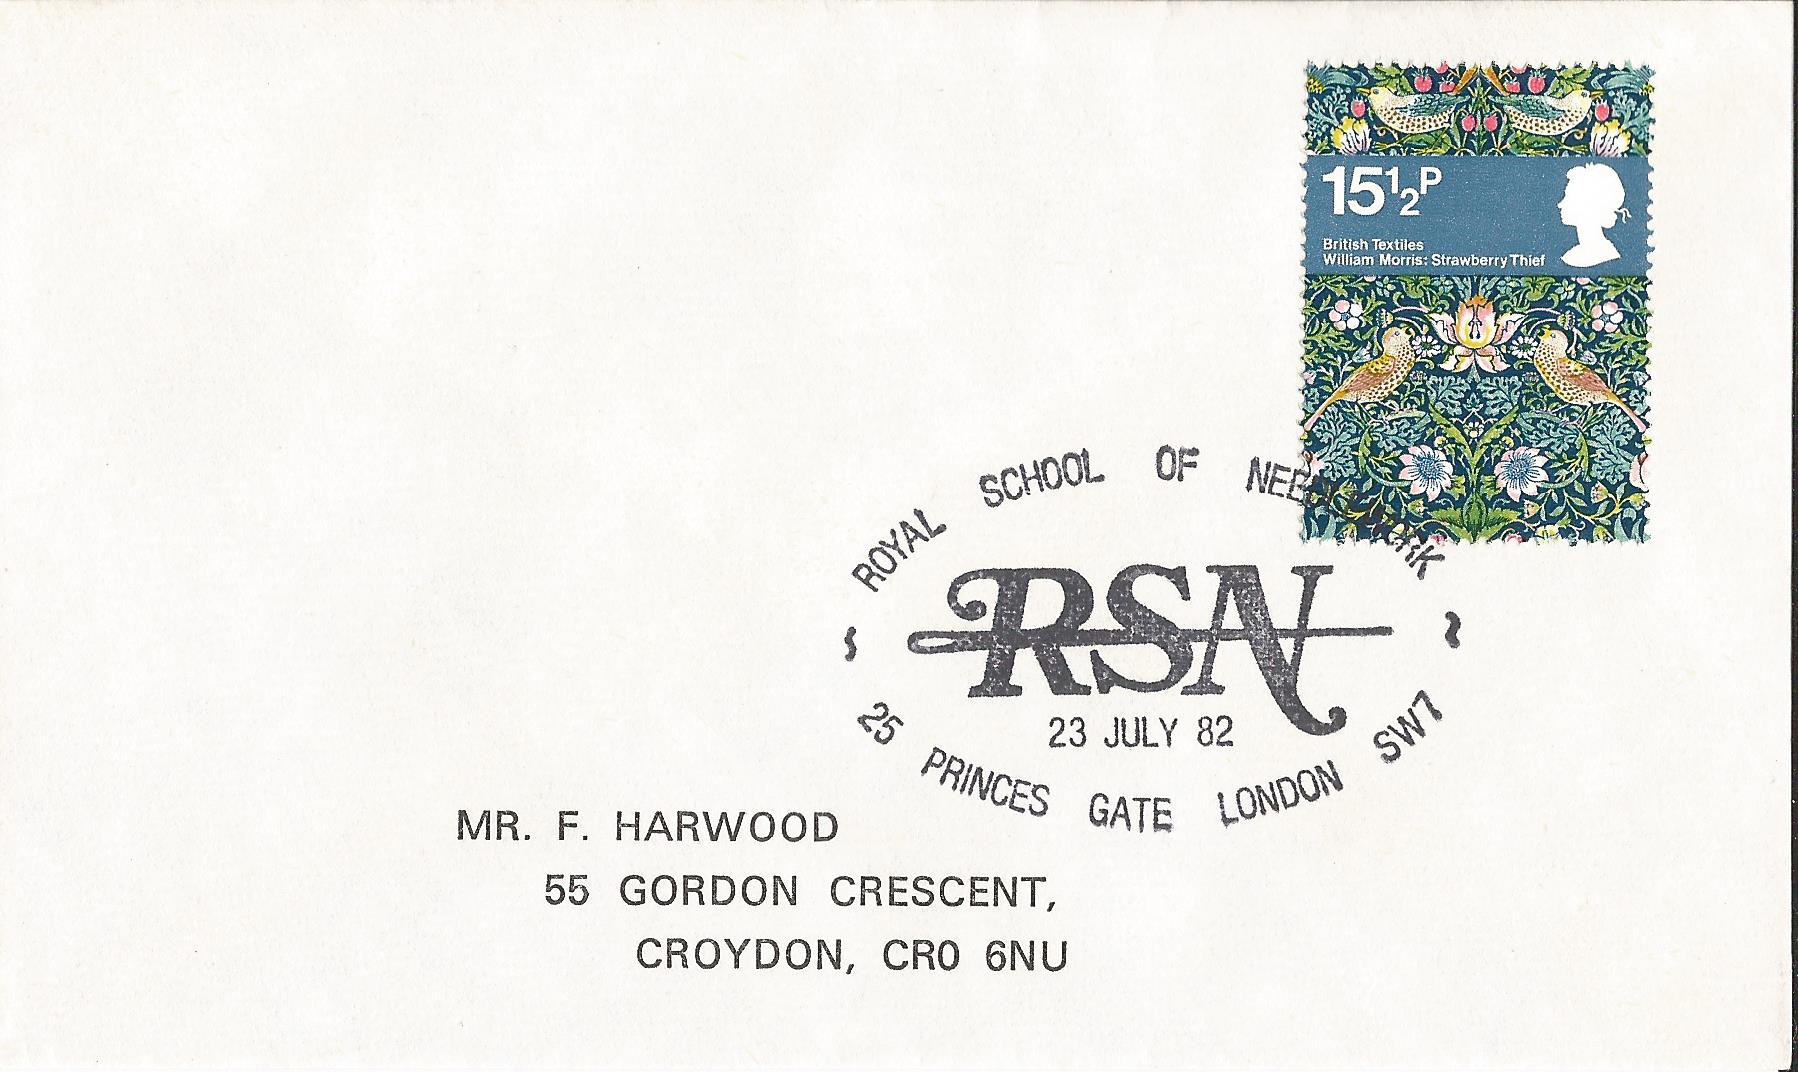 15½P
British Textiles
William Morris: Strawberry Thief
ROYAL SCHOOL OF NEEDLEWORK
RSN
23 JULY 82
25 PRINCES GATE LONDON SW7
MR. F. HARWOOD
55 GORDON CRESCENT,
CROYDON, CR0 6NU